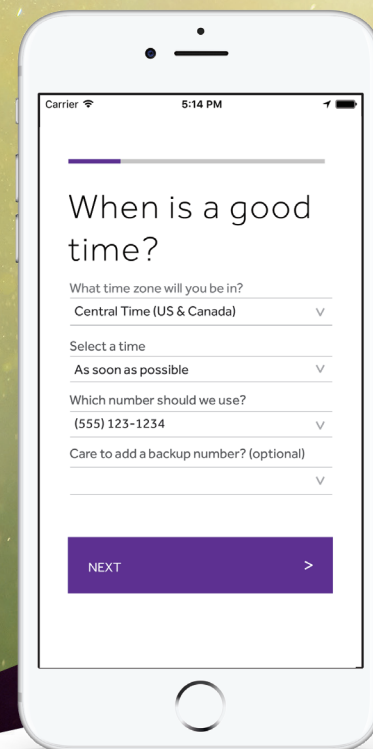 Carrier 5:14 PM
When is a good
time?
What time zone will you be in?
Central Time (US & Canada)
Select a time
As soon as possible
Which number should we use?
(555) 123-1234
Care to add a backup number? (optional)
NEXT >